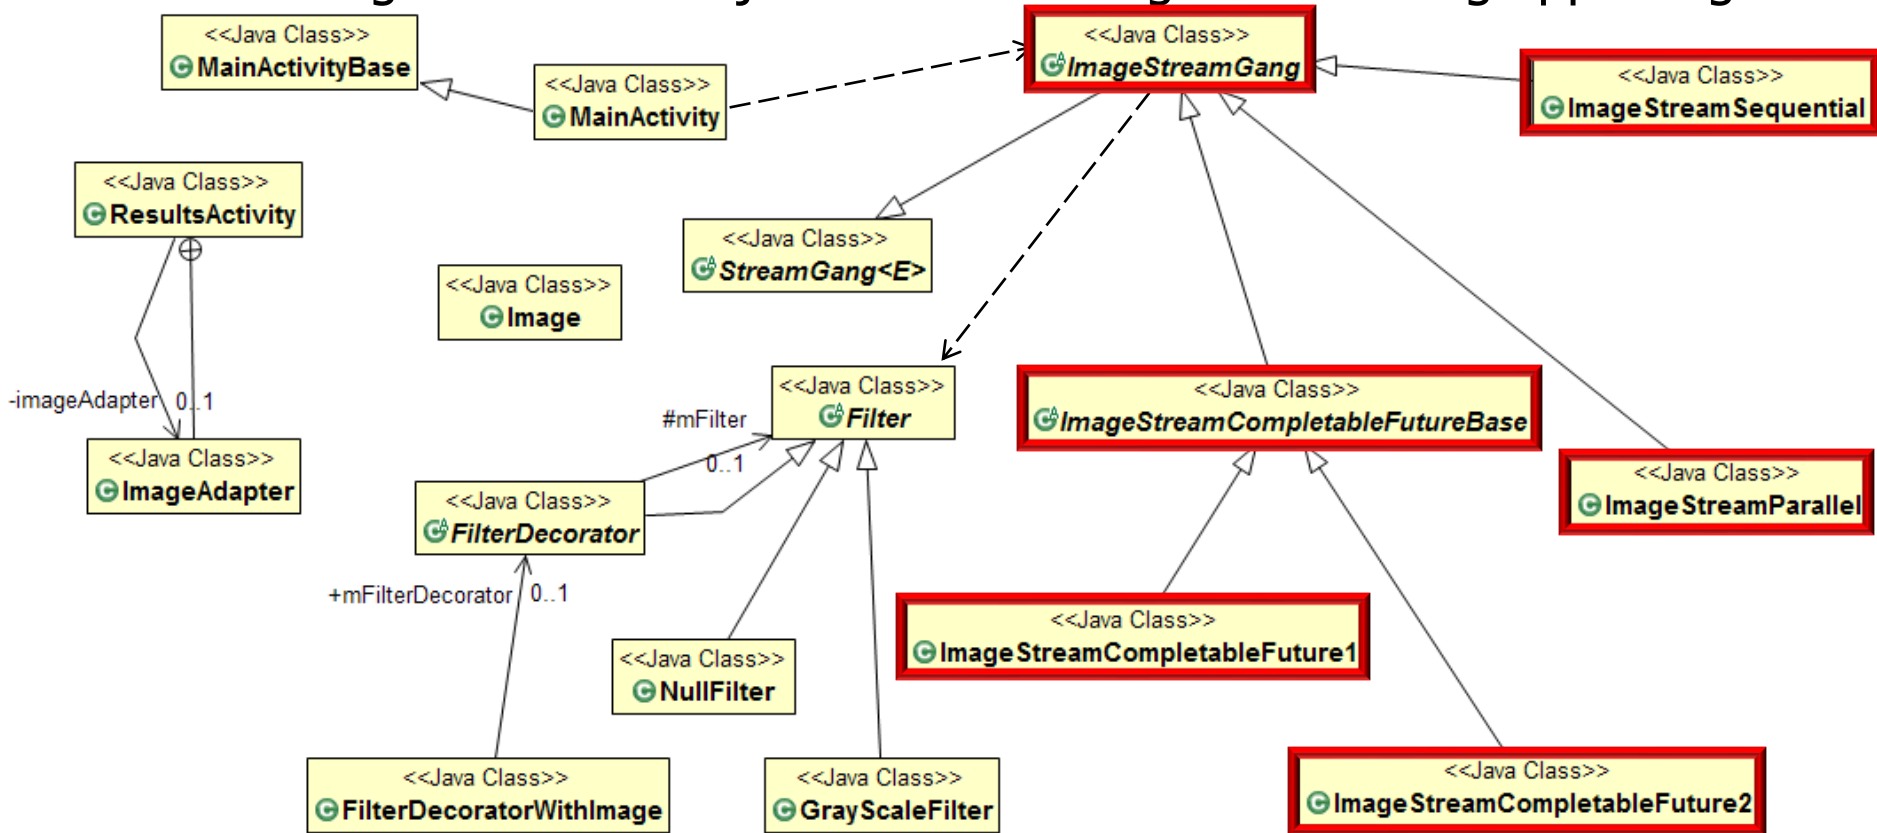 <<Java Class>>
MainActivityBase
<<Java Class>>
MainActivity
<<Java Class>>
ImageStreamGang
<<Java Class>>
ImageStreamSequential
<<Java Class>>
ResultsActivity
<<Java Class>>
StreamGang<E>
<<Java Class>>
Image
-imageAdapter 0..1
<<Java Class>>
ImageAdapter
<<Java Class>>
Filter
#mFilter
0..1
<<Java Class>>
ImageStreamCompletableFutureBase
<<Java Class>>
FilterDecorator
<<Java Class>>
ImageStreamParallel
+mFilterDecorator 0..1
<<Java Class>>
ImageStreamCompletableFuture1
<<Java Class>>
NullFilter
<<Java Class>>
FilterDecoratorWithImage
<<Java Class>>
GrayScaleFilter
<<Java Class>>
ImageStreamCompletableFuture2